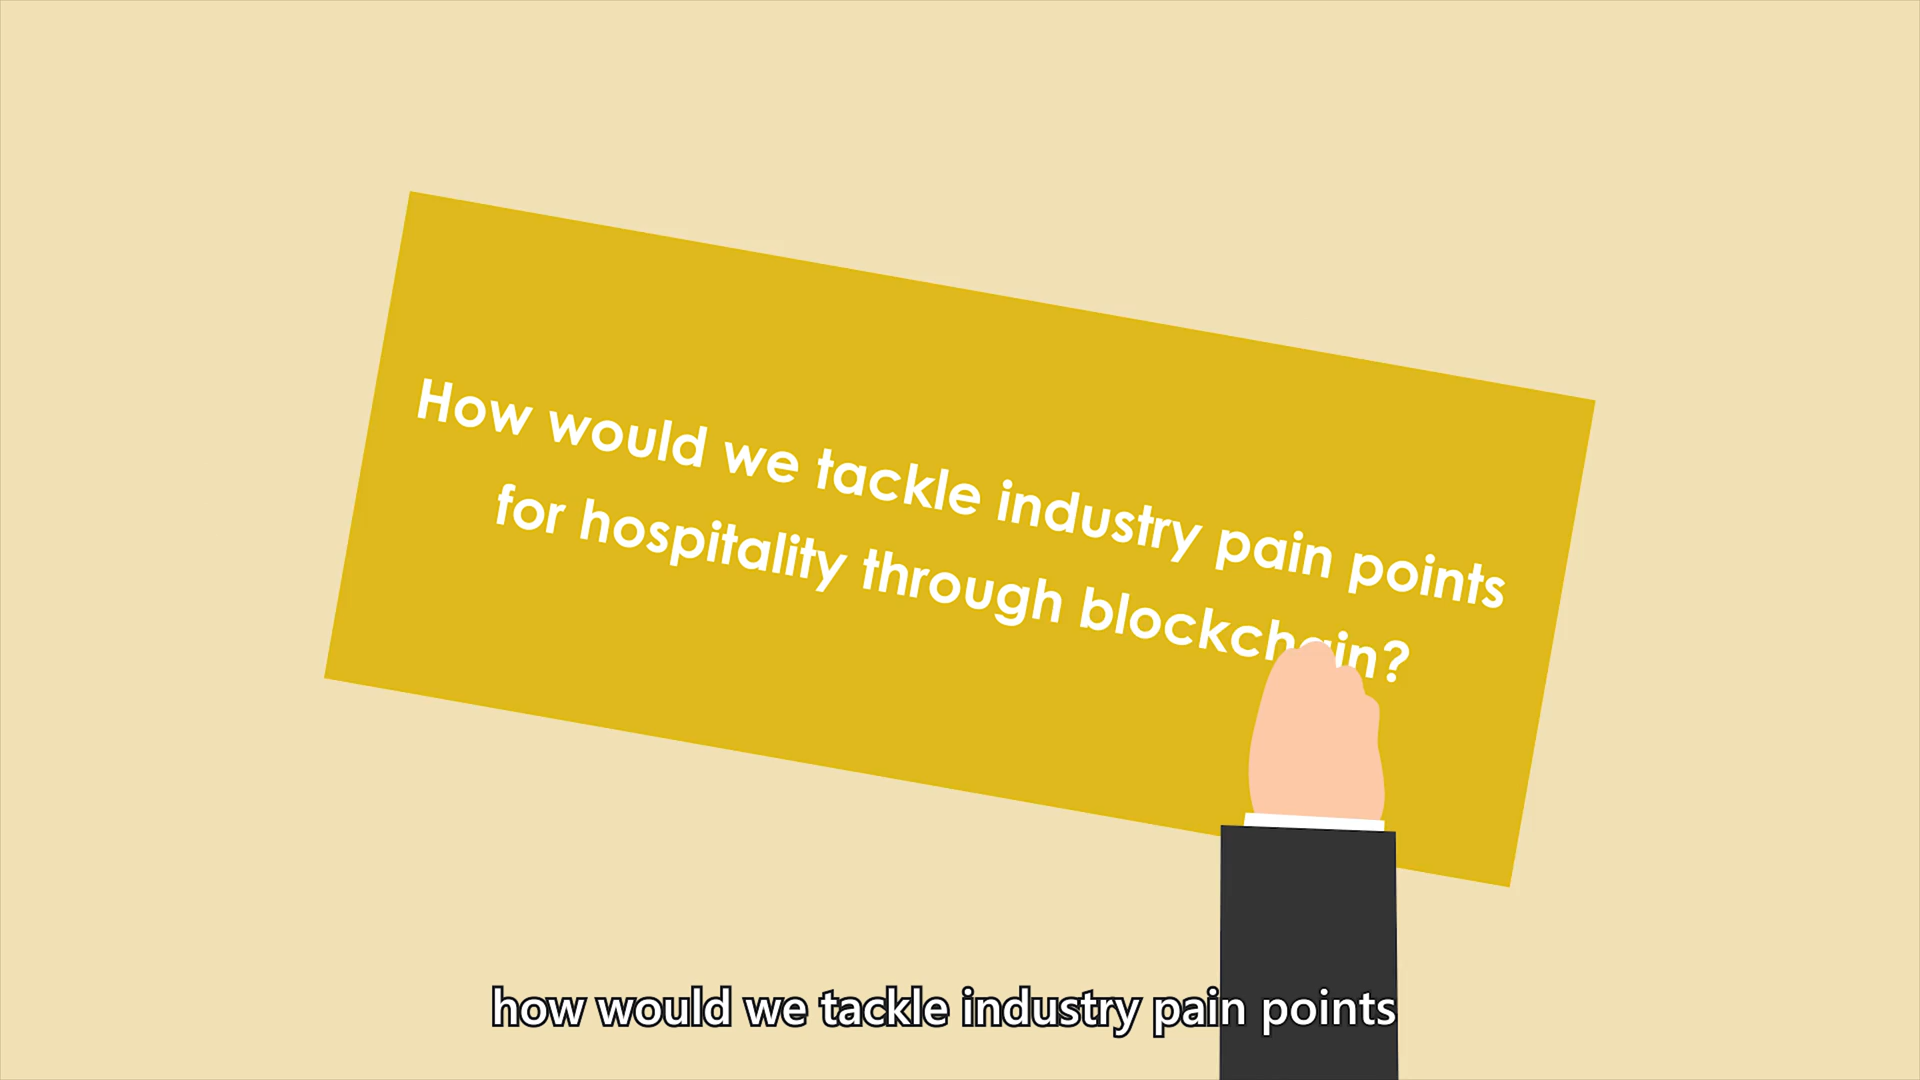 How would we tackle industry pain points
for hospitality through blockchain?
how would we tackle industry pain points